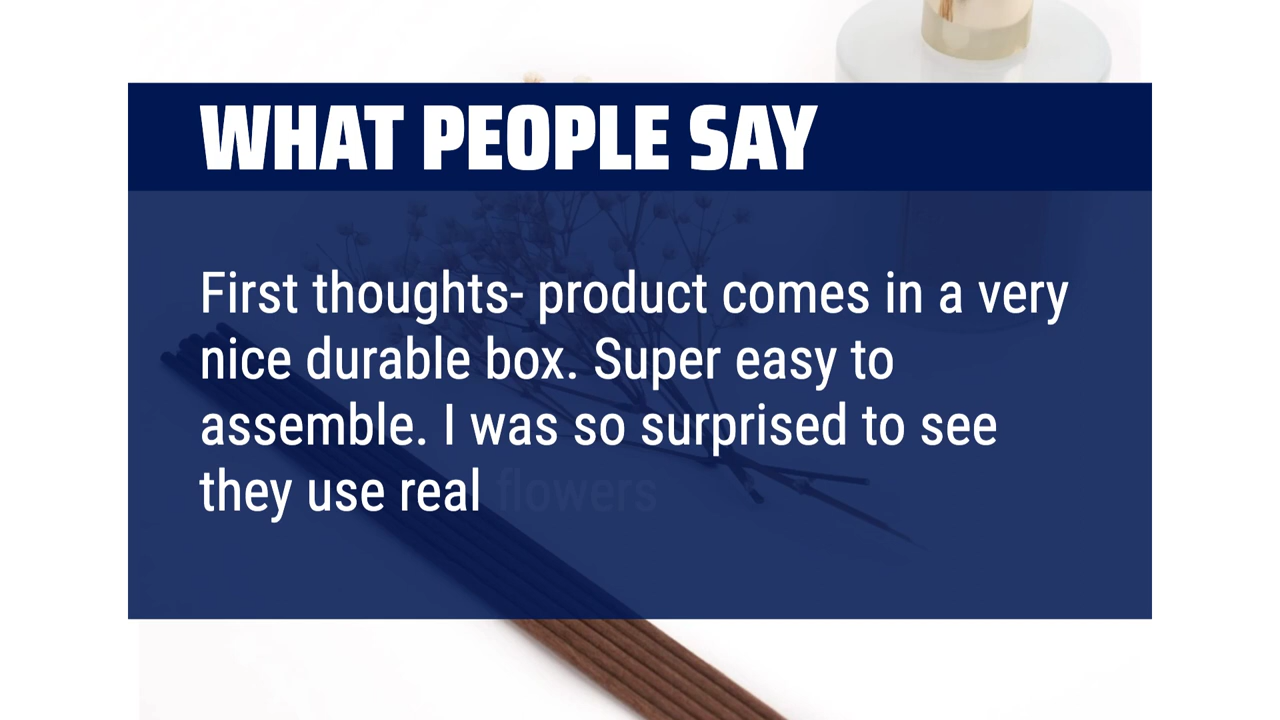 WHAT PEOPLE SAY
First thoughts- product comes in a very
nice durable box. Super easy to
assemble. I was so surprised to see
they use real flowers